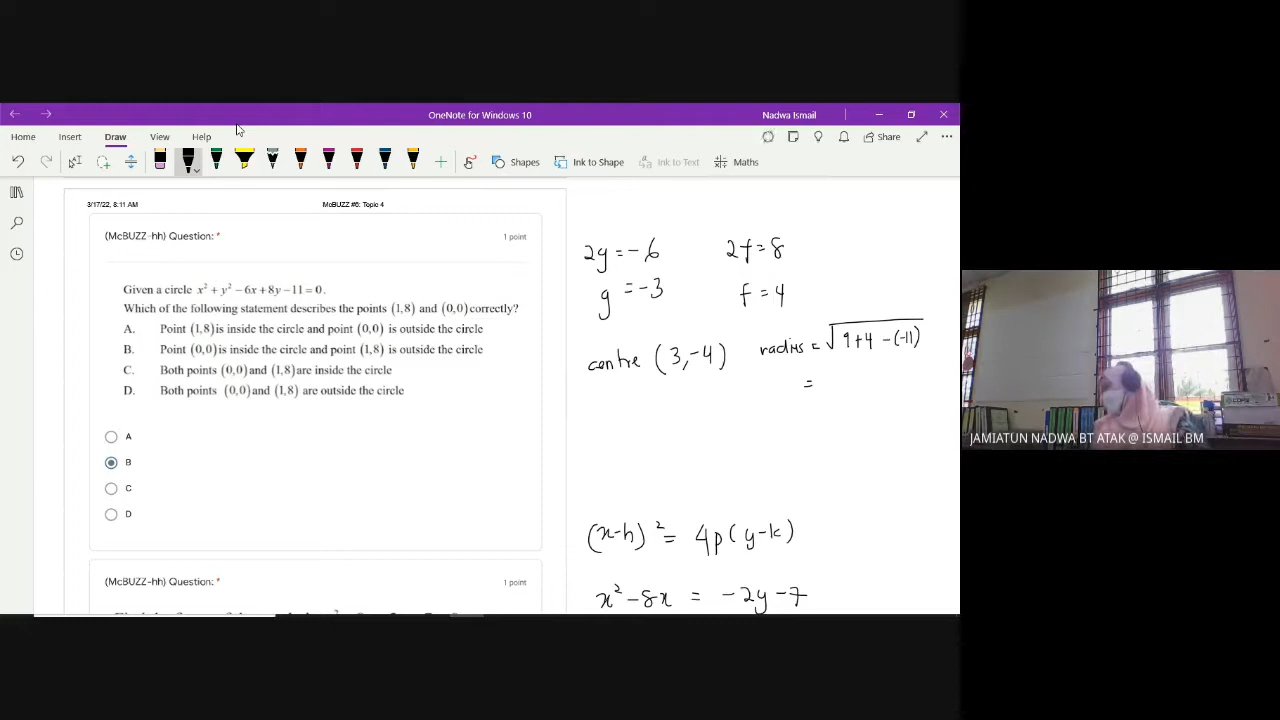 OneNote for Windows 10
Nadwa Ismail
Home Insert Draw View Help
Share
Shapes Ink to Shape Ink to Text Maths
3/17/22, 8:11 AM McBUZZ #6: Topic 4
(McBUZZ-hh) Question: * 1 point
Given a circle x² + y² − 6x + 8y − 11 = 0.
Which of the following statement describes the points (1,8) and (0,0) correctly?
A. Point (1,8) is inside the circle and point (0,0) is outside the circle
B. Point (0,0) is inside the circle and point (1,8) is outside the circle
C. Both points (0,0) and (1,8) are inside the circle
D. Both points (0,0) and (1,8) are outside the circle
A
B
C
D
(McBUZZ-hh) Question: * 1 point
2g = -6 2f = 8
g = -3 f = 4
centre (3, -4) radius = √9+4 -(-11)
=
(x-h)² = 4p(y-k)
x² - 8x = -2y - 7
JAMIATUN NADWA BT ATAK @ ISMAIL BM